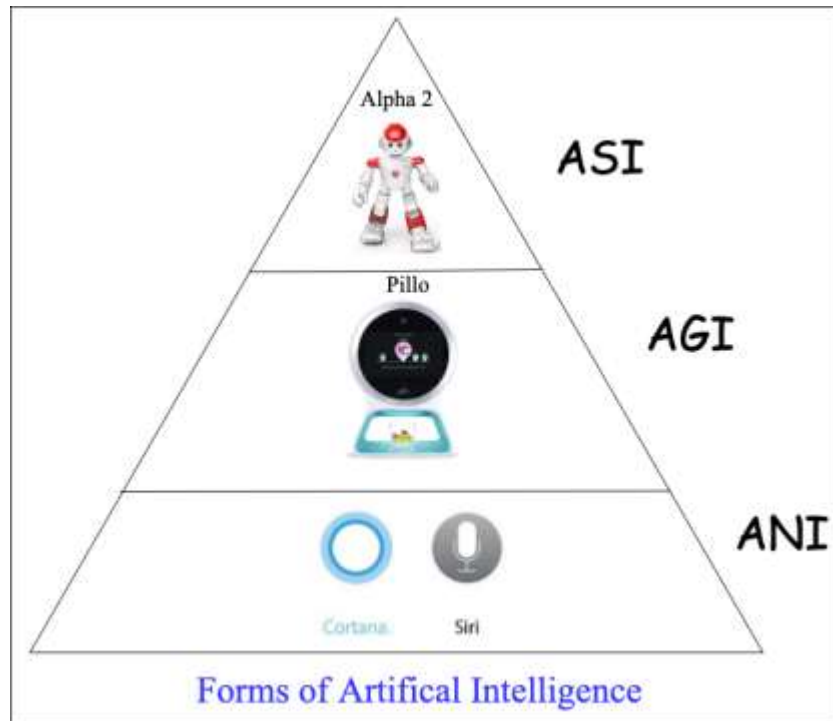 Alpha 2
ASI
Pillo
AGI
ANI
Cortana.
Siri
Forms of Artifical Intelligence